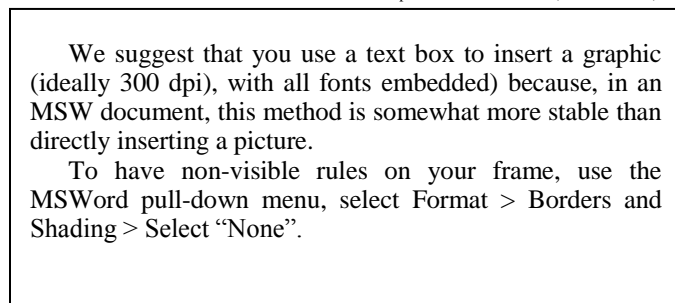 We suggest that you use a text box to insert a graphic
(ideally 300 dpi), with all fonts embedded) because, in an
MSW document, this method is somewhat more stable than
directly inserting a picture.
To have non-visible rules on your frame, use the
MSWord pull-down menu, select Format > Borders and
Shading > Select “None”.